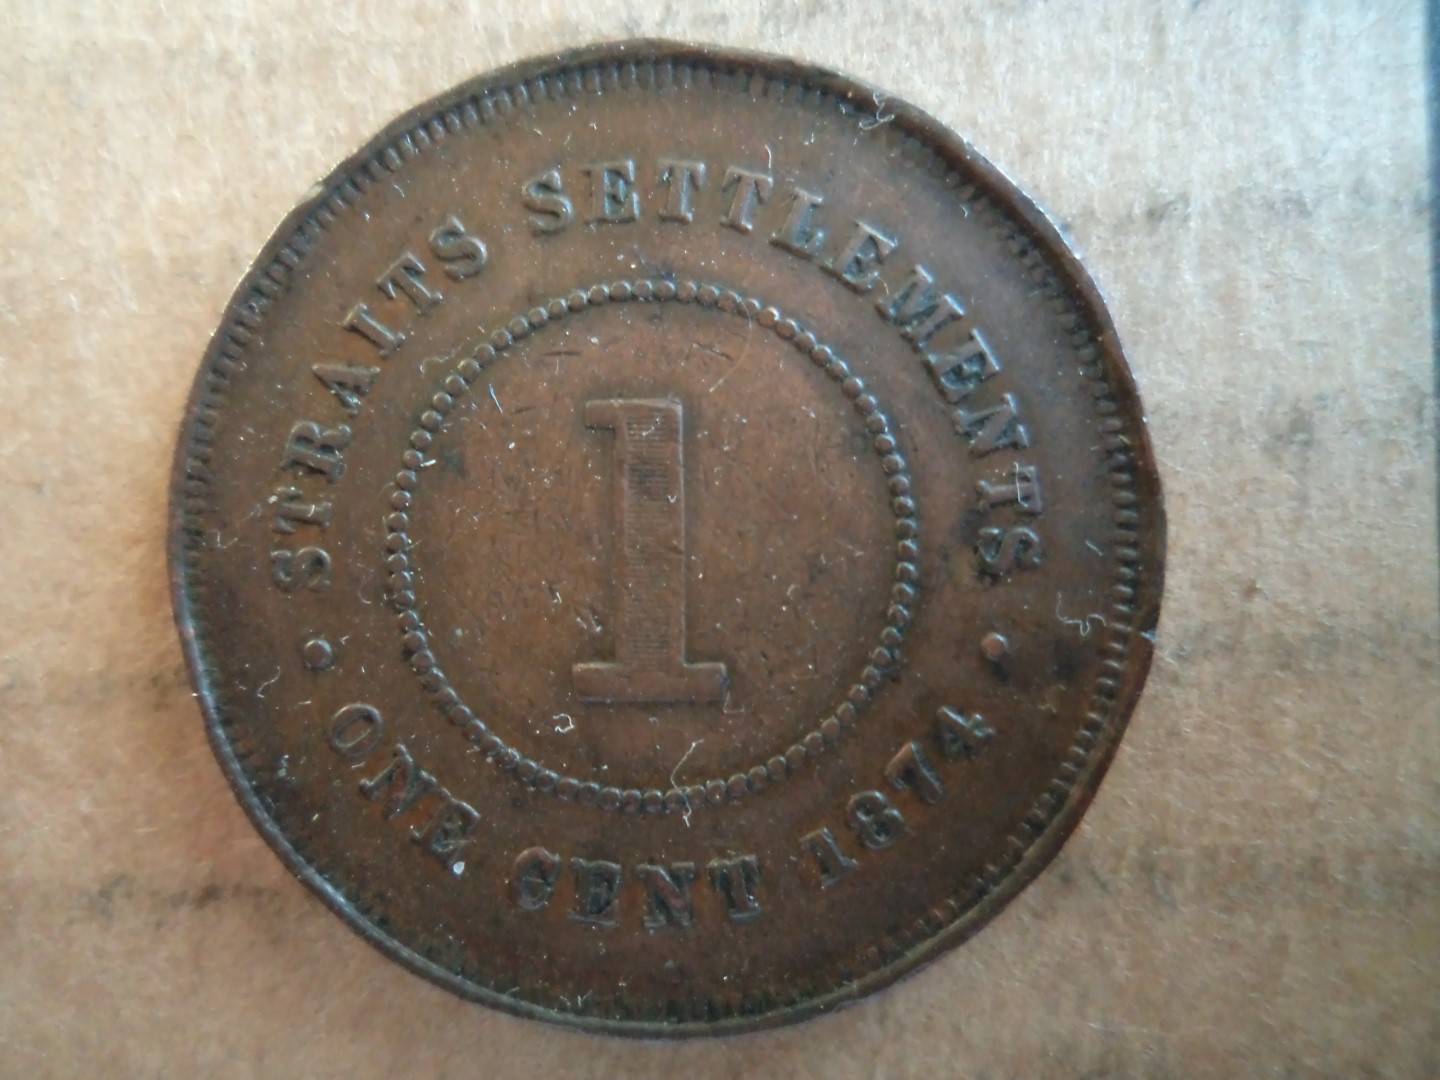 STRAITS SETTLEMENTS
1
ONE CENT 1874